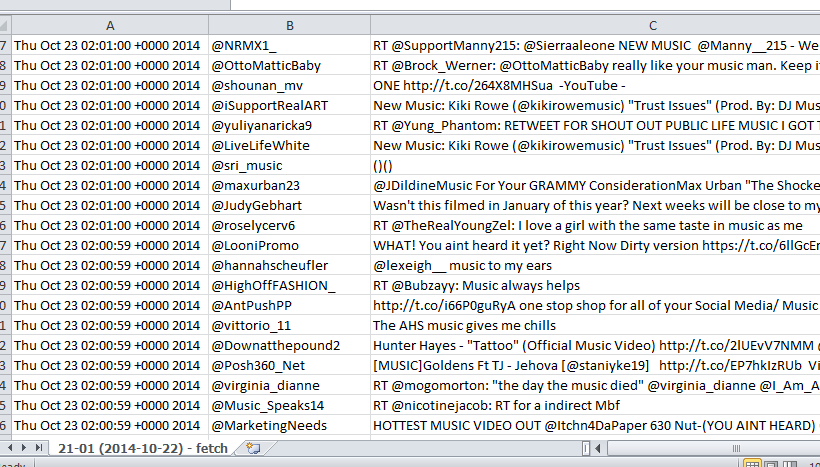 A B C
7 Thu Oct 23 02:01:00 +0000 2014 @NRMX1_ RT @SupportManny215: @Sierraaleone NEW MUSIC @Manny__215 - We
8 Thu Oct 23 02:01:00 +0000 2014 @OttoMatticBaby RT @Brock_Werner: @OttoMatticBaby really like your music man. Keep i
9 Thu Oct 23 02:01:00 +0000 2014 @shounan_mv ONE http://t.co/264X8MHSua -YouTube -
0 Thu Oct 23 02:01:00 +0000 2014 @iSupportRealART New Music: Kiki Rowe (@kikirowemusic) "Trust Issues" (Prod. By: DJ Mus
1 Thu Oct 23 02:01:00 +0000 2014 @yuliyanaricka9 RT @Yung_Phantom: RETWEET FOR SHOUT OUT PUBLIC LIFE MUSIC I GOT T
2 Thu Oct 23 02:01:00 +0000 2014 @LiveLifeWhite New Music: Kiki Rowe (@kikirowemusic) "Trust Issues" (Prod. By: DJ Mus
3 Thu Oct 23 02:01:00 +0000 2014 @sri_music ()()
4 Thu Oct 23 02:01:00 +0000 2014 @maxurban23 @JDildineMusic For Your GRAMMY ConsiderationMax Urban "The Shocke
5 Thu Oct 23 02:01:00 +0000 2014 @JudyGebhart Wasn't this filmed in January of this year? Next weeks will be close to my
6 Thu Oct 23 02:01:00 +0000 2014 @roselycerv6 RT @TheRealYoungZel: I love a girl with the same taste in music as me
7 Thu Oct 23 02:00:59 +0000 2014 @LooniPromo WHAT! You aint heard it yet? Right Now Dirty version https://t.co/6llGcEr
8 Thu Oct 23 02:00:59 +0000 2014 @hannahscheufler @lexeigh__ music to my ears
9 Thu Oct 23 02:00:59 +0000 2014 @HighOffFASHION_ RT @Bubzayy: Music always helps
0 Thu Oct 23 02:00:59 +0000 2014 @AntPushPP http://t.co/i66P0guRyA one stop shop for all of your Social Media/ Music
1 Thu Oct 23 02:00:59 +0000 2014 @vittorio_11 The AHS music gives me chills
2 Thu Oct 23 02:00:59 +0000 2014 @Downatthepound2 Hunter Hayes - "Tattoo" (Official Music Video) http://t.co/2lUEvV7NMM @
3 Thu Oct 23 02:00:59 +0000 2014 @Posh360_Net [MUSIC]Goldens Ft TJ - Jehova [@staniyke19] http://t.co/EP7hkIzRUb Vi
4 Thu Oct 23 02:00:59 +0000 2014 @virginia_dianne RT @mogomorton: "the day the music died" @virginia_dianne @I_Am_A
5 Thu Oct 23 02:00:59 +0000 2014 @Music_Speaks14 RT @nicotinejacob: RT for a indirect Mbf
6 Thu Oct 23 02:00:59 +0000 2014 @MarketingNeeds HOTTEST MUSIC VIDEO OUT @Itchn4DaPaper 630 Nut-(YOU AINT HEARD)
21-01 (2014-10-22) - fetch